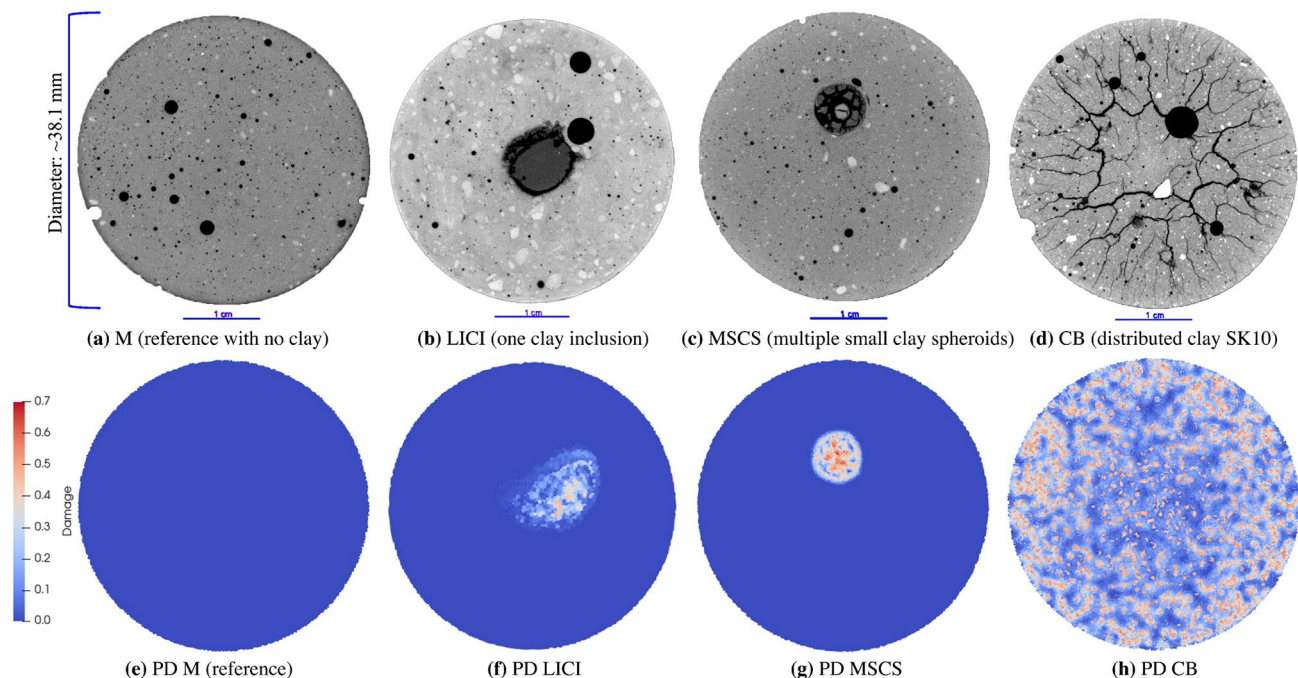 Diameter: ~38.1 mm
1 cm
1 cm
1 cm
1 cm
(a) M (reference with no clay)
(b) LICI (one clay inclusion)
(c) MSCS (multiple small clay spheroids)
(d) CB (distributed clay SK10)
0.7
0.6
0.5
0.4
0.3
0.2
0.1
0.0
Damage
(e) PD M (reference)
(f) PD LICI
(g) PD MSCS
(h) PD CB